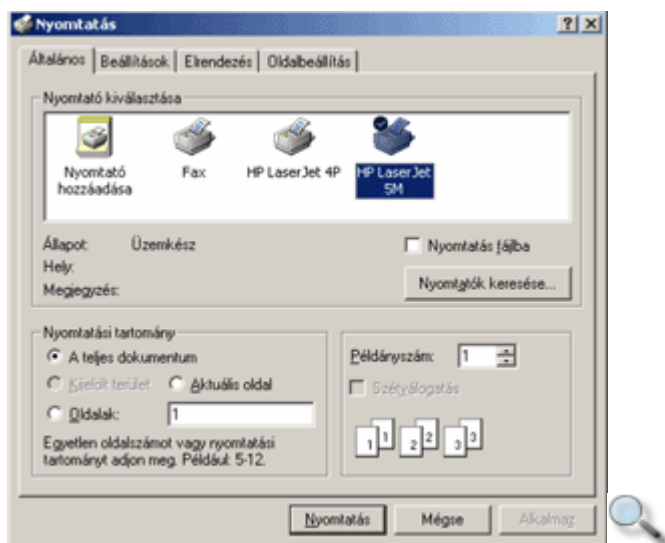 Nyomtatás
Általános Beállítások Elrendezés Oldalbeállítás
Nyomtató kiválasztása
Nyomtató hozzáadása
Fax
HP LaserJet 4P
HP LaserJet 5M
Állapot: Üzemkész
Hely:
Megjegyzés:
Nyomtatás fájlba
Nyomtatók keresése...
Nyomtatási tartomány
A teljes dokumentum
Kijelölt terület Aktuális oldal
Oldalak: 1
Egyetlen oldalszámot vagy nyomtatási
tartományt adjon meg. Például: 5-12.
Példányszám: 1
Szétválogatás
1 1 2 2 3 3
Nyomtatás Mégse Alkalmaz